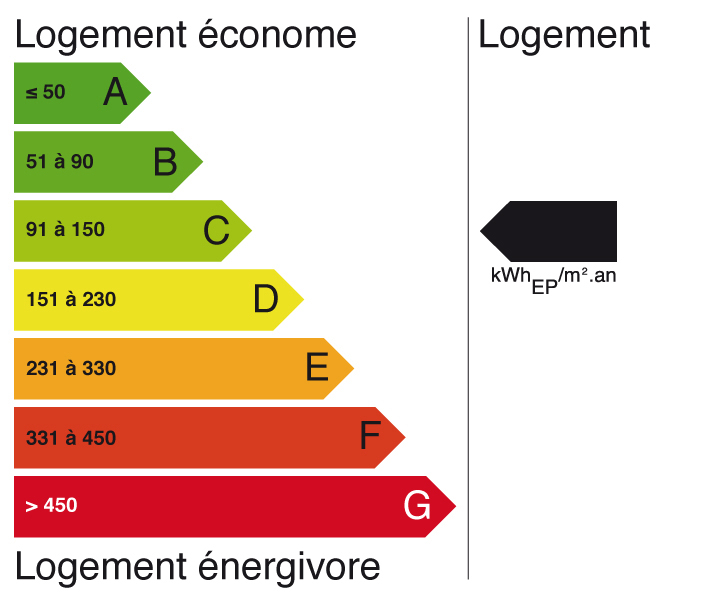 Logement économe
Logement
≤ 50 A
51 à 90 B
91 à 150 C
kWhEP/m².an
151 à 230 D
231 à 330 E
331 à 450 F
> 450 G
Logement énergivore